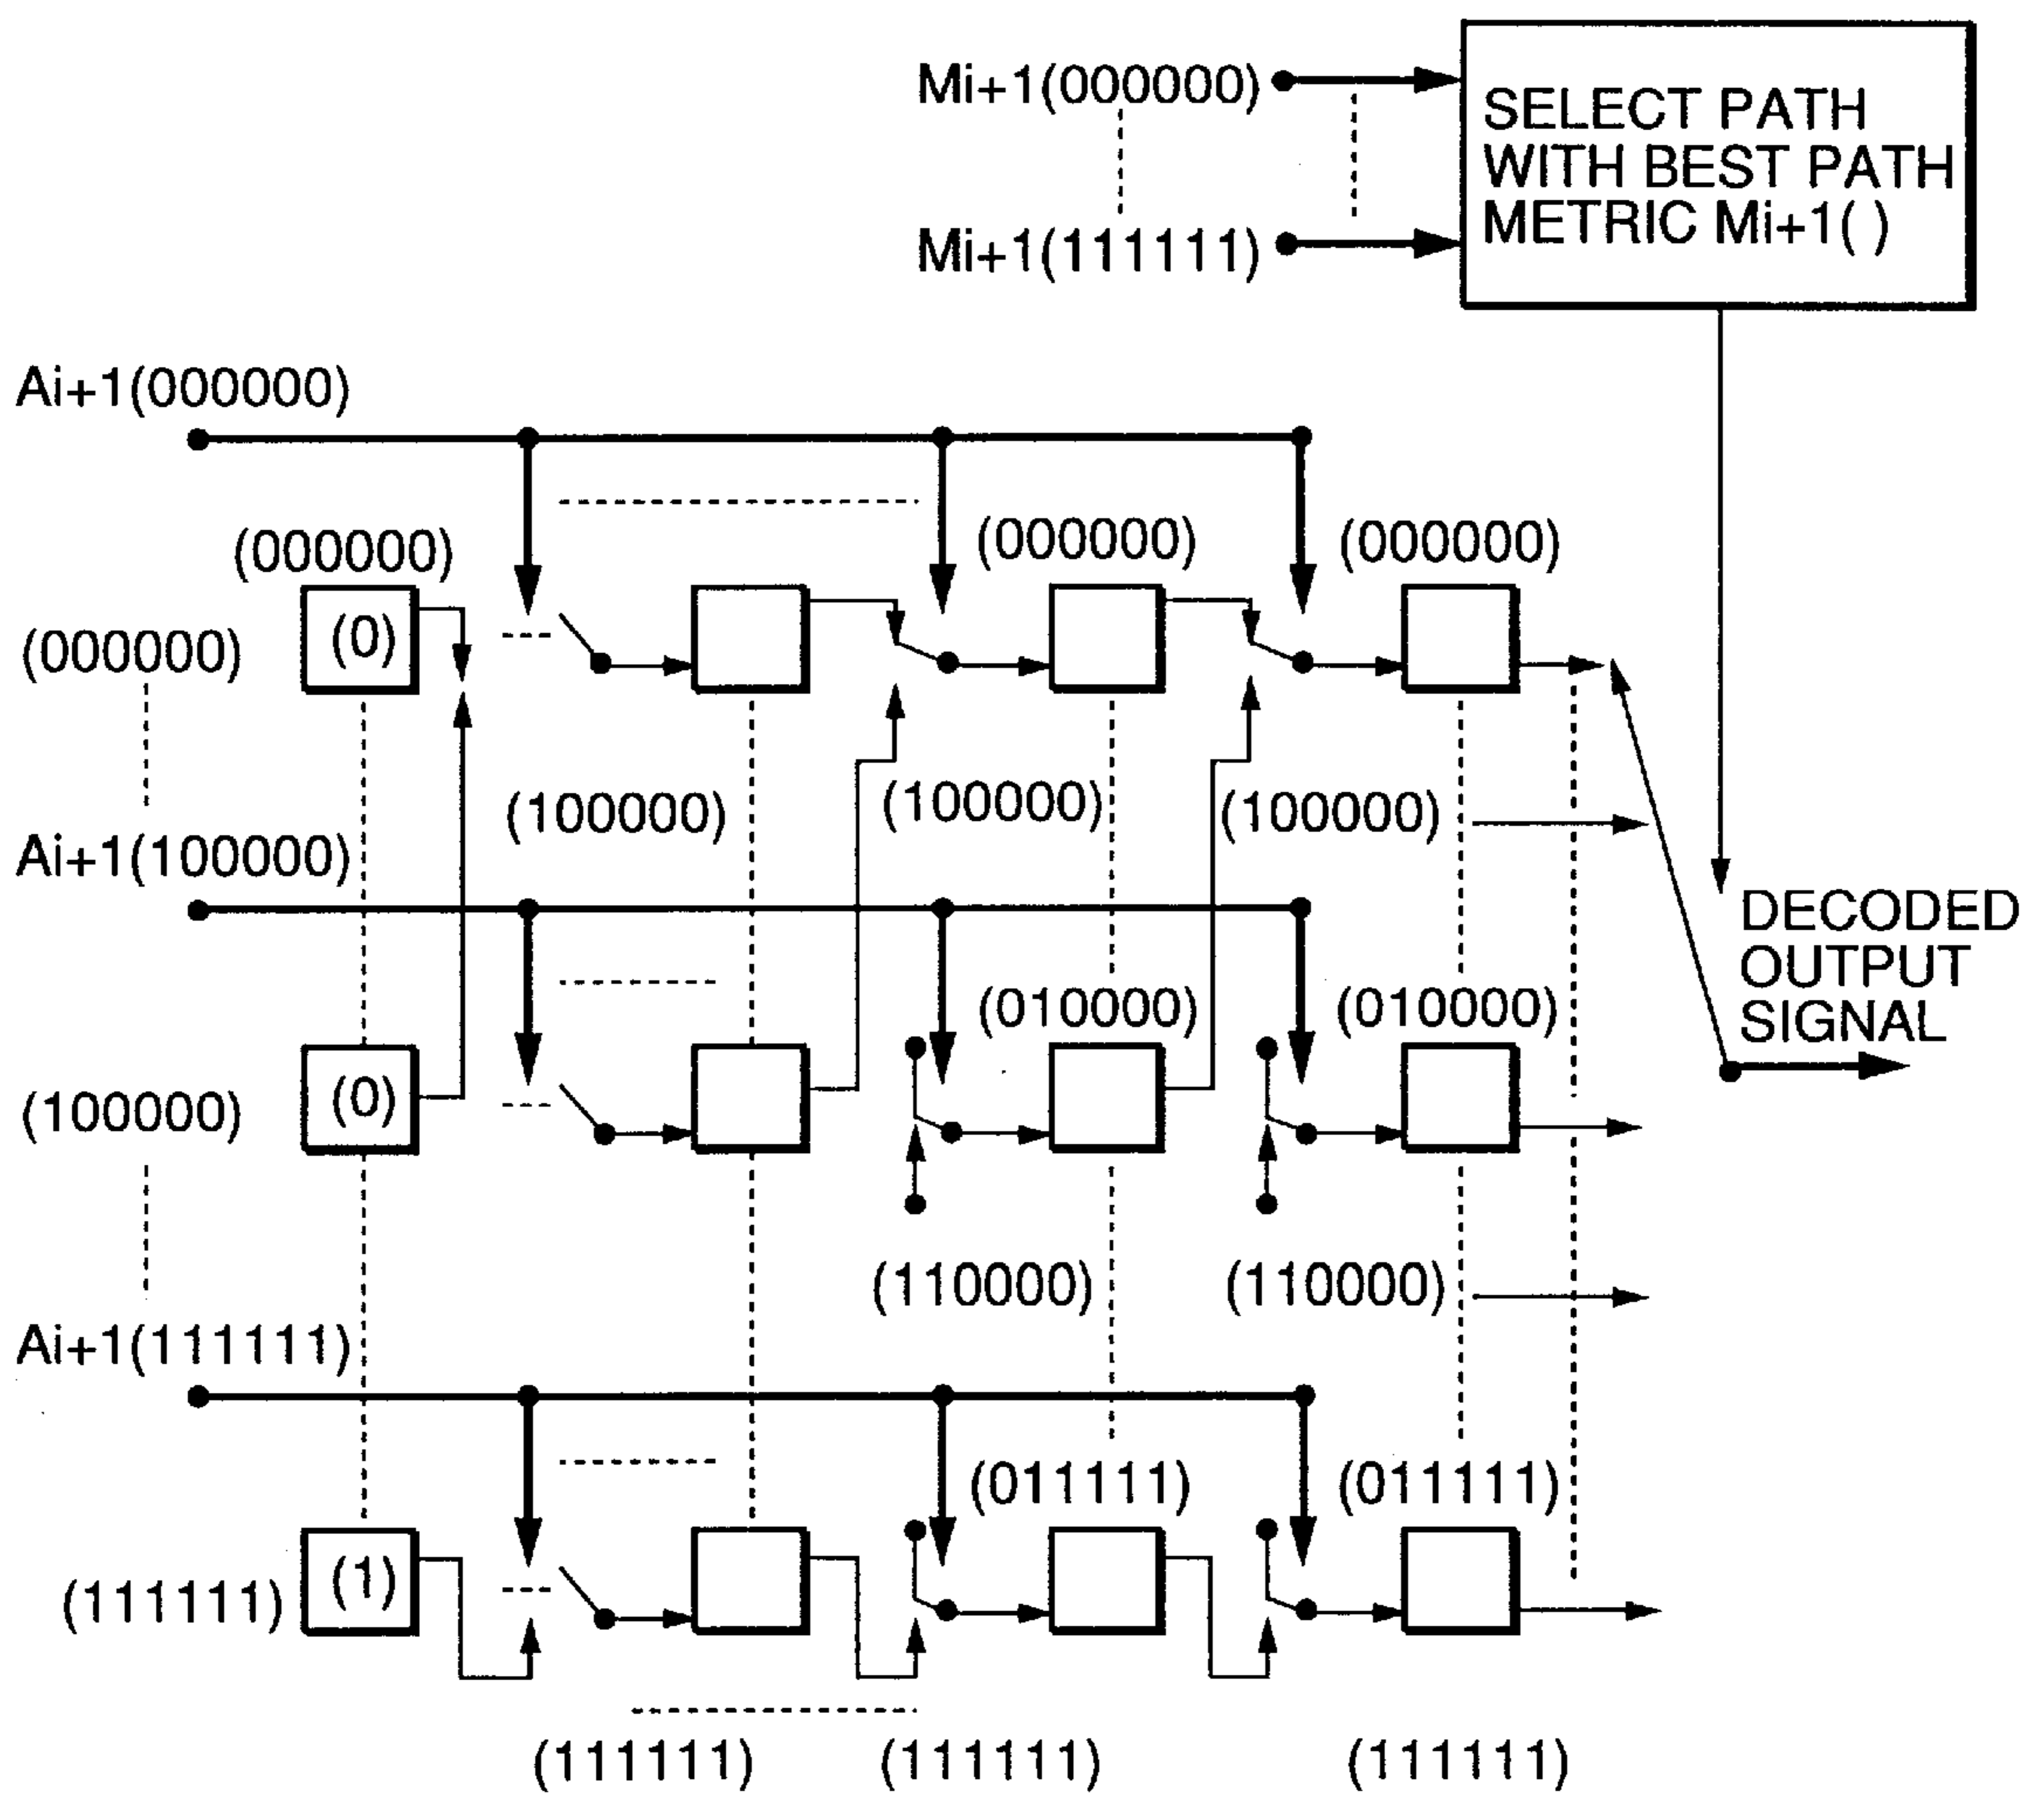 Mi+1(000000)
SELECT PATH
WITH BEST PATH
METRIC Mi+1( )
Mi+1(111111)
Ai+1(000000)
(000000)
(000000)
(000000)
(000000)
(0)
(100000)
(100000)
(100000)
Ai+1(100000)
DECODED
OUTPUT
SIGNAL
(010000)
(010000)
(100000)
(0)
(110000)
(110000)
Ai+1(111111)
(011111)
(011111)
(111111)
(1)
(111111)
(111111)
(111111)